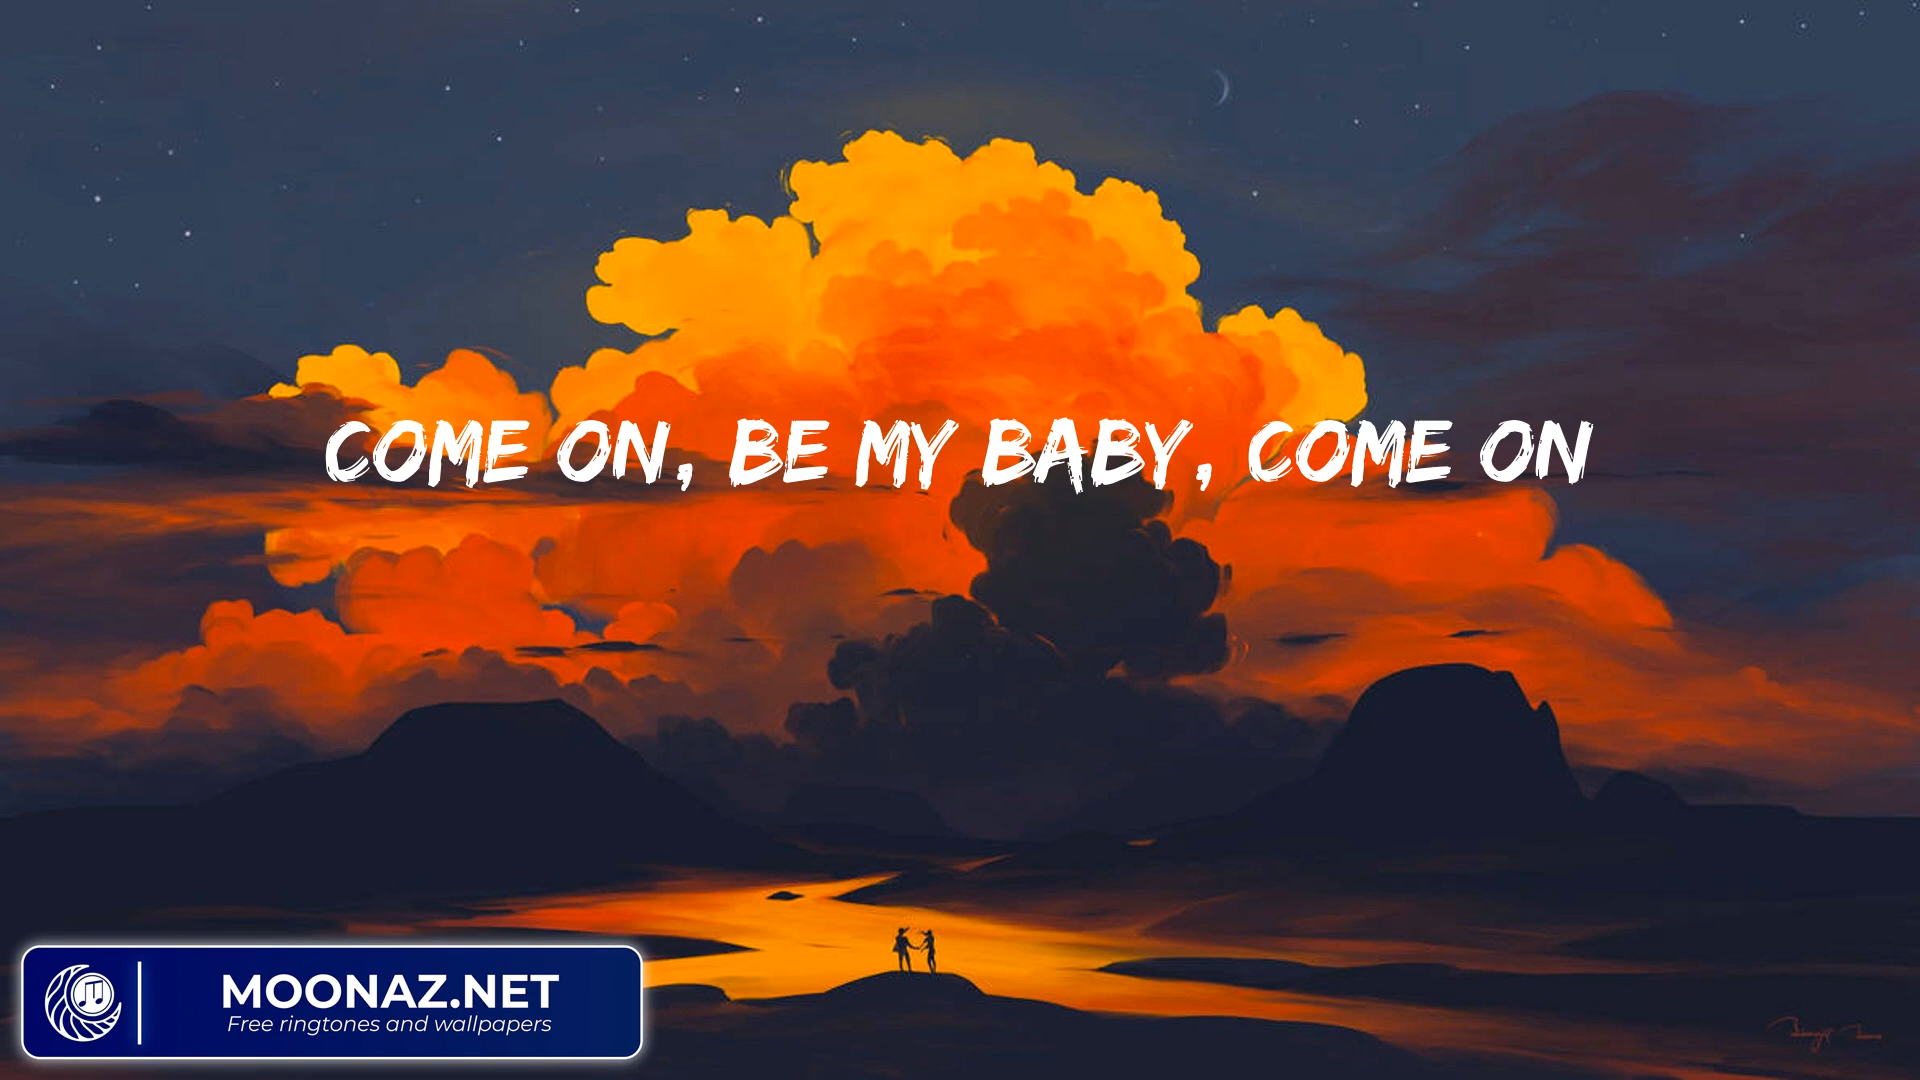 COME ON, BE MY BABY, COME ON
MOONAZ.NET
Free ringtones and wallpapers